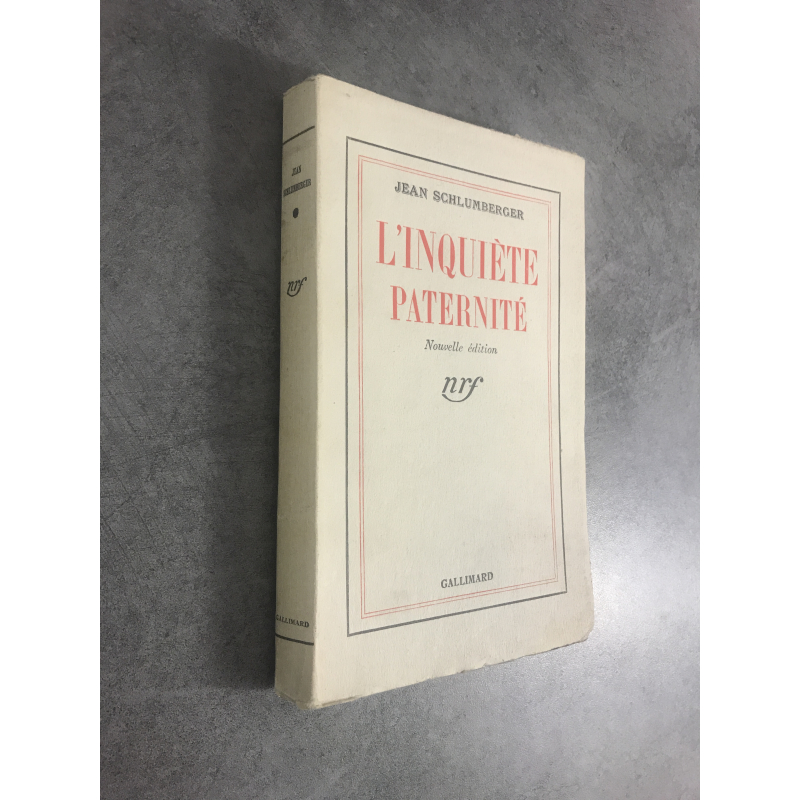 JEAN
SCHLUMBERGER
nrf
GALLIMARD
JEAN SCHLUMBERGER
L'INQUIÈTE
PATERNITÉ
Nouvelle édition
nrf
GALLIMARD